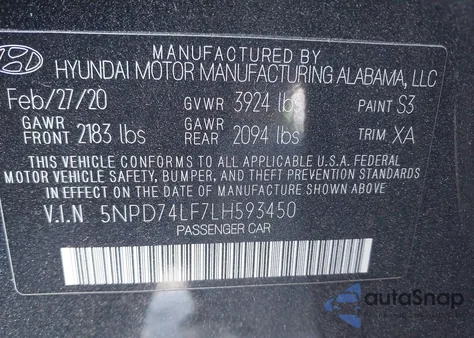 MANUFACTURED BY
HYUNDAI MOTOR MANUFACTURING ALABAMA, LLC
Feb/27/20 GVWR 3924 lbs PAINT S3
GAWR FRONT 2183 lbs GAWR REAR 2094 lbs TRIM XA
THIS VEHICLE CONFORMS TO ALL APPLICABLE U.S.A. FEDERAL
MOTOR VEHICLE SAFETY, BUMPER, AND THEFT PREVENTION STANDARDS
IN EFFECT ON THE DATE OF MANUFACTURE SHOWN ABOVE.
V.I.N 5NPD74LF7LH593450
PASSENGER CAR
autoSnap